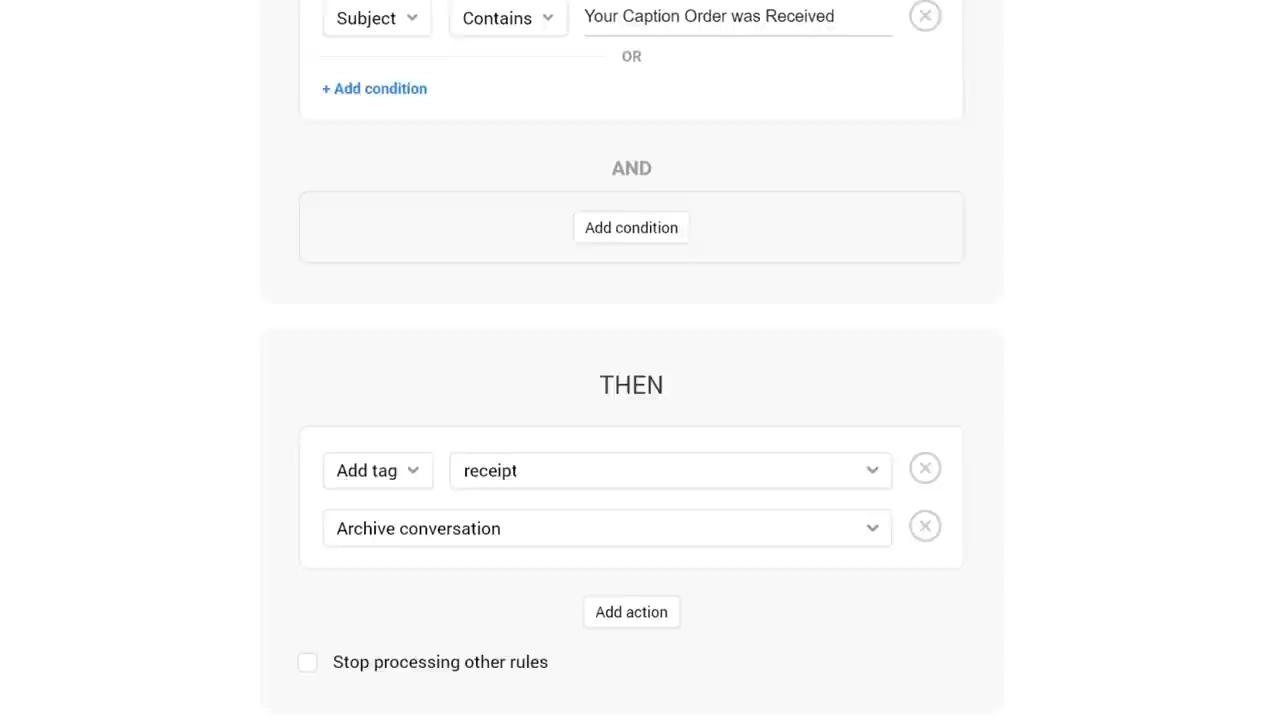 Subject Contains Your Caption Order was Received
OR
+ Add condition
AND
Add condition
THEN
Add tag receipt
Archive conversation
Add action
Stop processing other rules